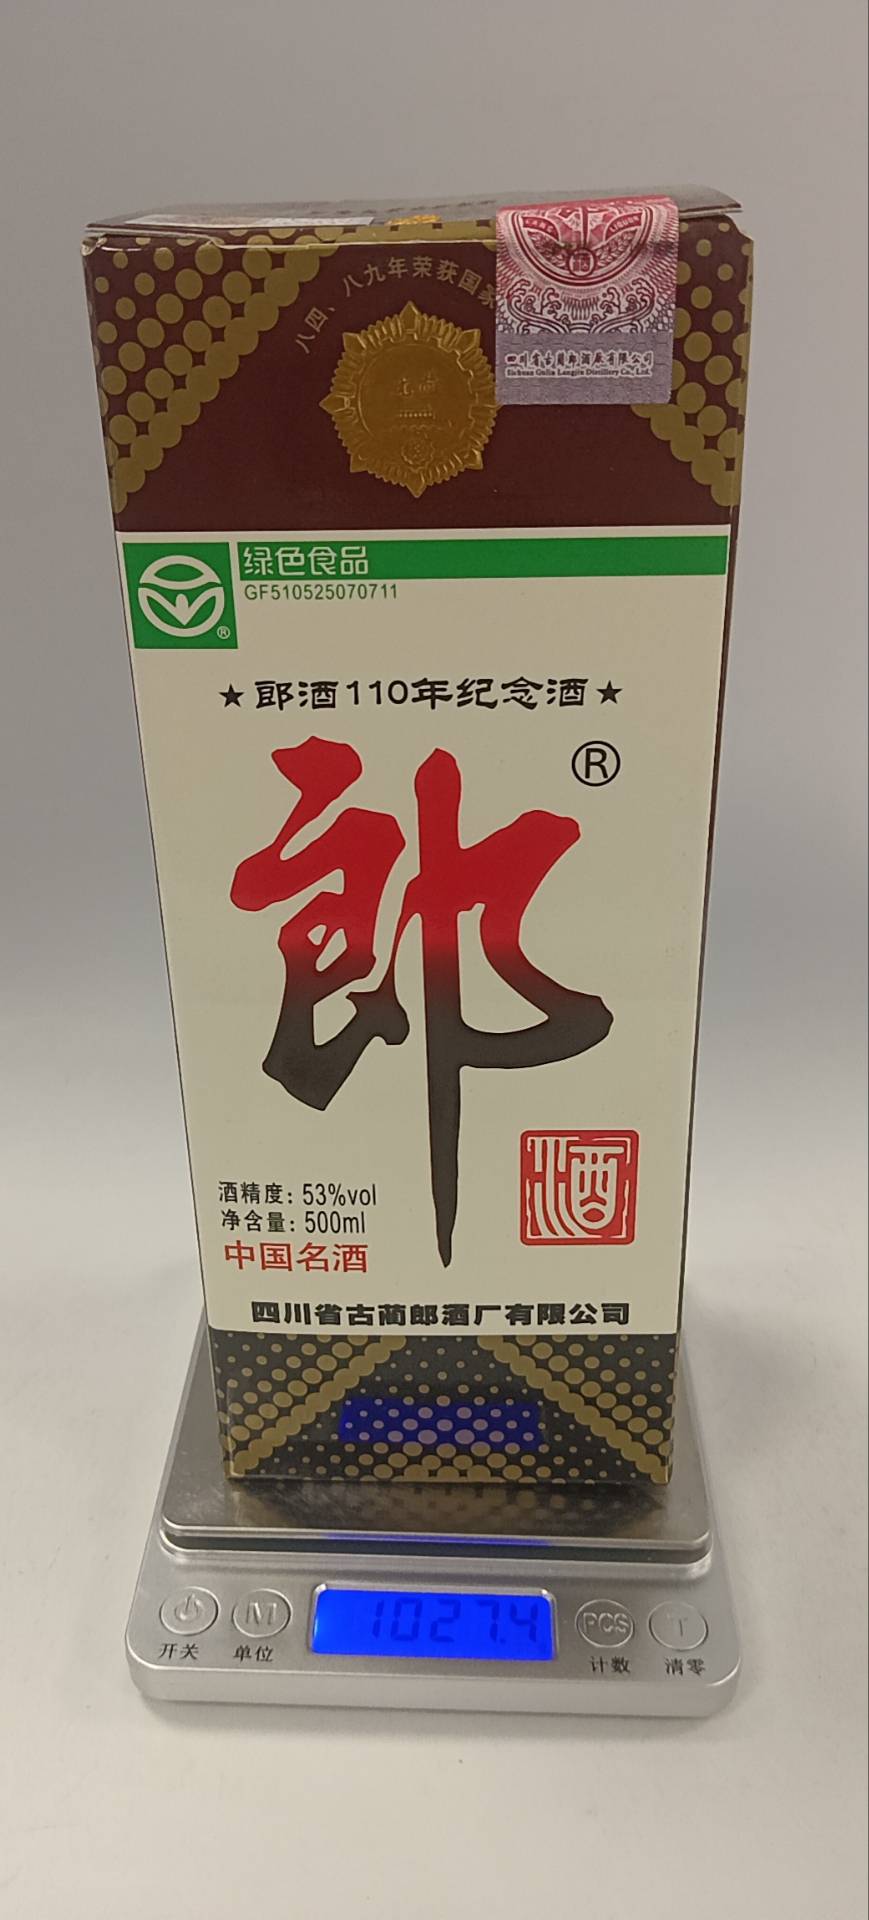 八四、八九年荣获国家
LANG LIQUOR
四川省古蔺郎酒厂有限公司
Sichuan Gulin Langjiu Distillery Co., Ltd.
绿色食品
GF510525070711
®
★郎酒110年纪念酒★
郎®
酒
酒精度：53%vol
净含量：500ml
中国名酒
四川省古蔺郎酒厂有限公司
M 1027.4 PCS T
开关 单位 计数 清零